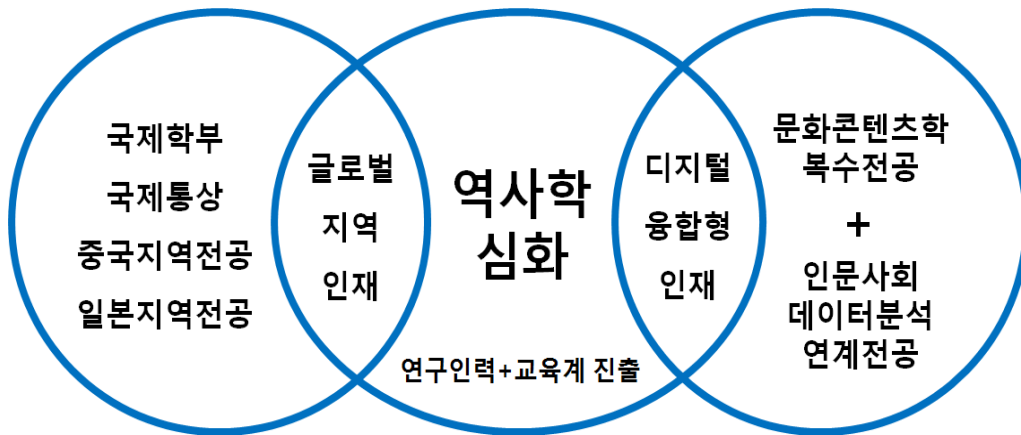 국제학부
국제통상
중국지역전공
일본지역전공
글로벌
지역
인재
역사학
심화
연구인력+교육계 진출
디지털
융합형
인재
문화콘텐츠학
복수전공
+
인문사회
데이터분석
연계전공